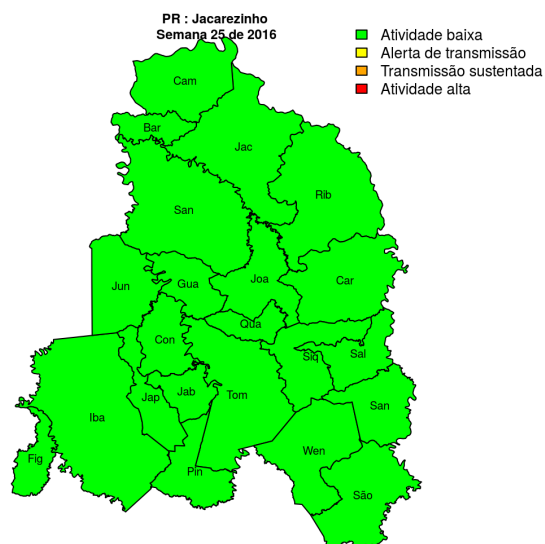 PR : Jacarezinho
Semana 25 de 2016
Atividade baixa
Alerta de transmissão
Transmissão sustentada
Atividade alta
Cam
Bar
Jac
Rib
San
Jun
Gua
Joa
Car
Qua
Con
Siq
Sal
Jap
Jab
Tom
San
Iba
Wen
Fig
Pin
São